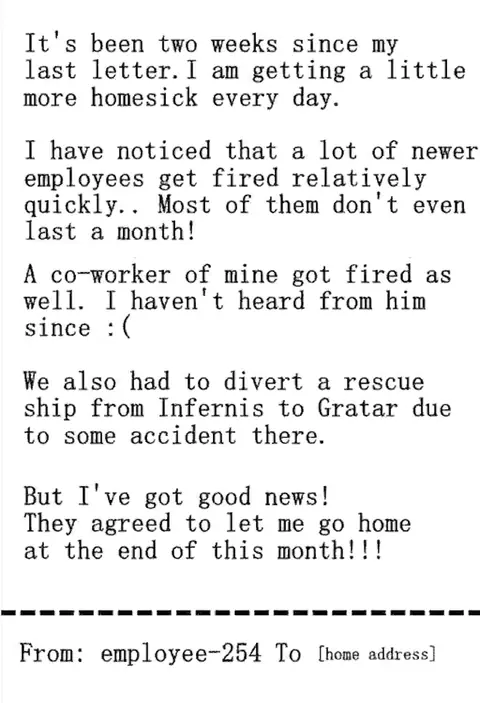 It's been two weeks since my
last letter.I am getting a little
more homesick every day.
I have noticed that a lot of newer
employees get fired relatively
quickly.. Most of them don't even
last a month!
A co-worker of mine got fired as
well. I haven't heard from him
since :(
We also had to divert a rescue
ship from Infernis to Gratar due
to some accident there.
But I've got good news!
They agreed to let me go home
at the end of this month!!!
From: employee-254 To [home address]